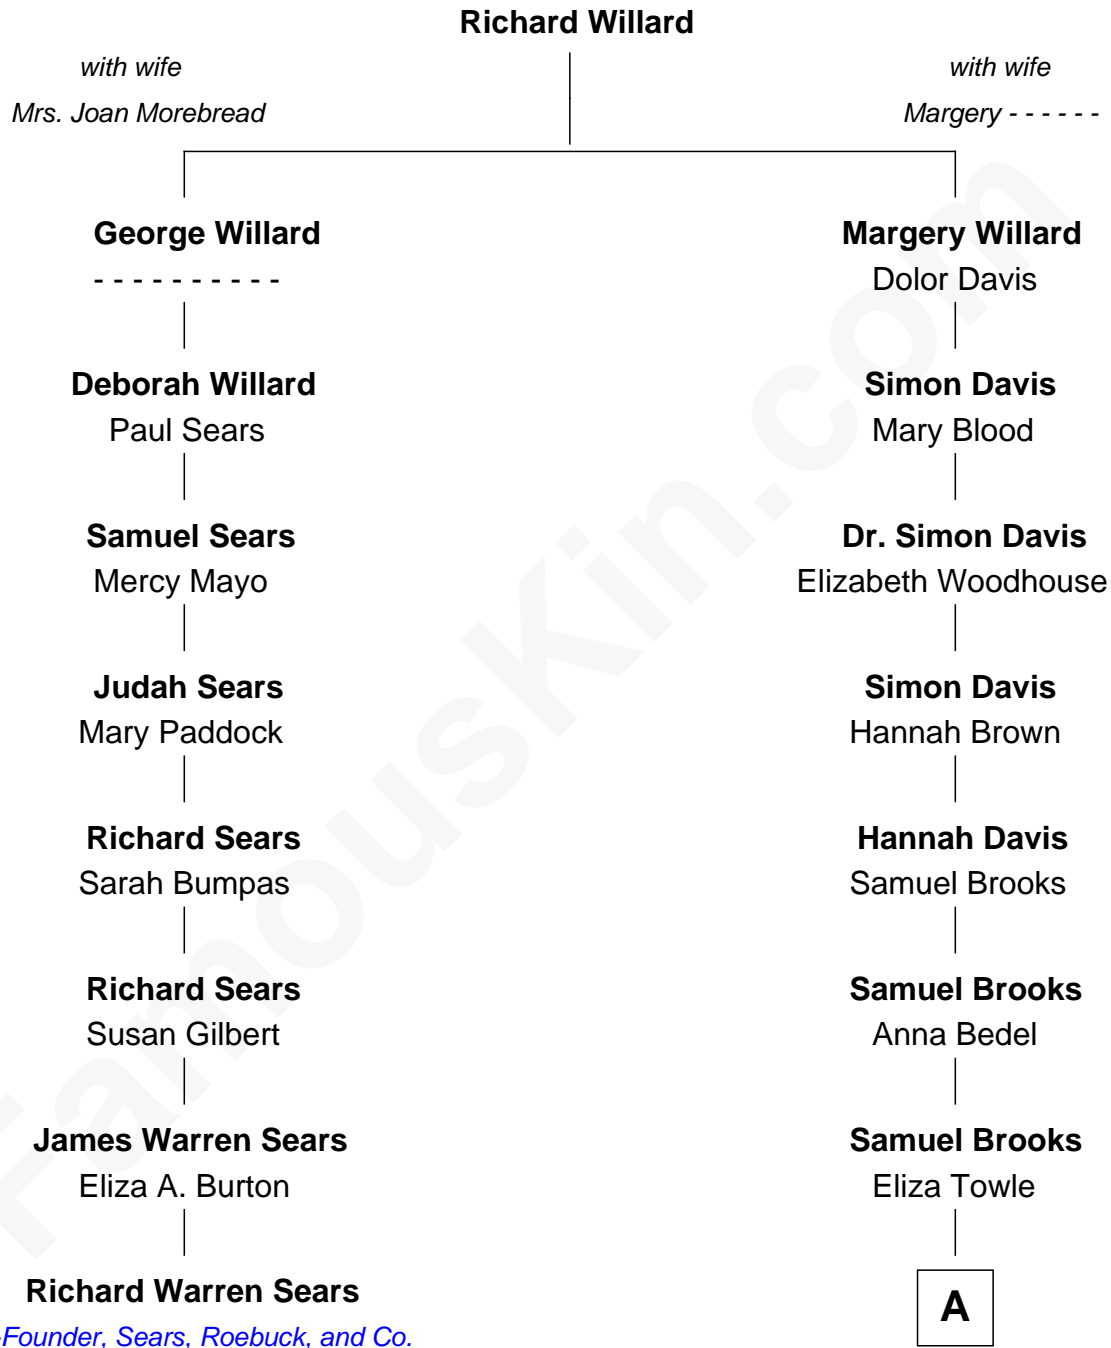 Richard Willard
with wife
Mrs. Joan Morebread
with wife
Margery - - - - - -
George Willard
- - - - - - - - - -
Deborah Willard
Paul Sears
Samuel Sears
Mercy Mayo
Judah Sears
Mary Paddock
Richard Sears
Sarah Bumpas
Richard Sears
Susan Gilbert
James Warren Sears
Eliza A. Burton
Richard Warren Sears
-Founder, Sears, Roebuck, and Co.
Margery Willard
Dolor Davis
Simon Davis
Mary Blood
Dr. Simon Davis
Elizabeth Woodhouse
Simon Davis
Hannah Brown
Hannah Davis
Samuel Brooks
Samuel Brooks
Anna Bedel
Samuel Brooks
Eliza Towle
A
FamousKin.com